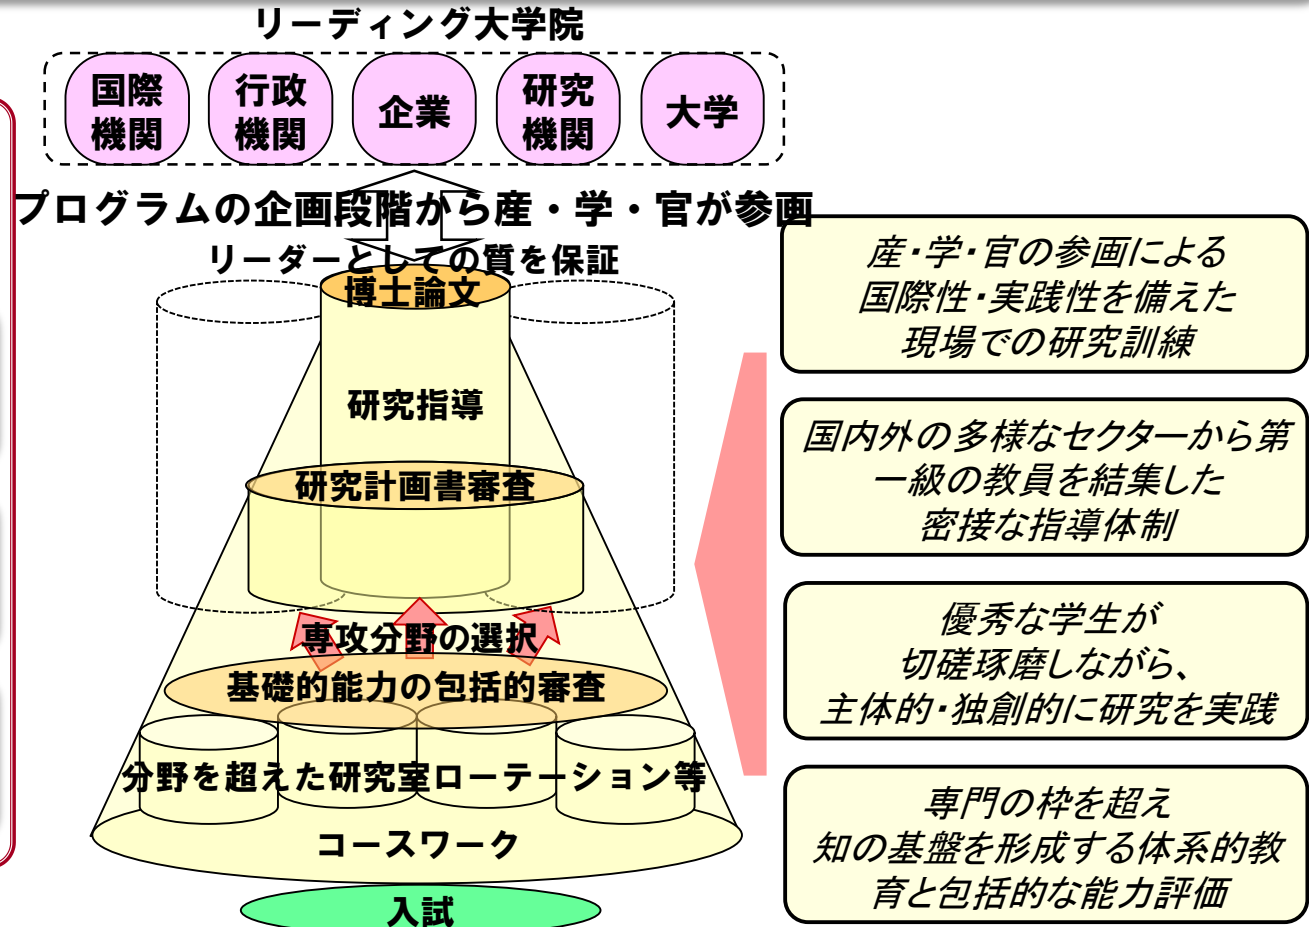 リーディング大学院
国際
機関
行政
機関
企業
研究
機関
大学
プログラムの企画段階から産・学・官が参画
リーダーとしての質を保証
博士論文
研究指導
研究計画書審査
専攻分野の選択
基礎的能力の包括的審査
分野を超えた研究室ローテーション等
コースワーク
入試
産・学・官の参画による
国際性・実践性を備えた
現場での研究訓練
国内外の多様なセクターから第
一級の教員を結集した
密接な指導体制
優秀な学生が
切磋琢磨しながら、
主体的・独創的に研究を実践
専門の枠を超え
知の基盤を形成する体系的教
育と包括的な能力評価